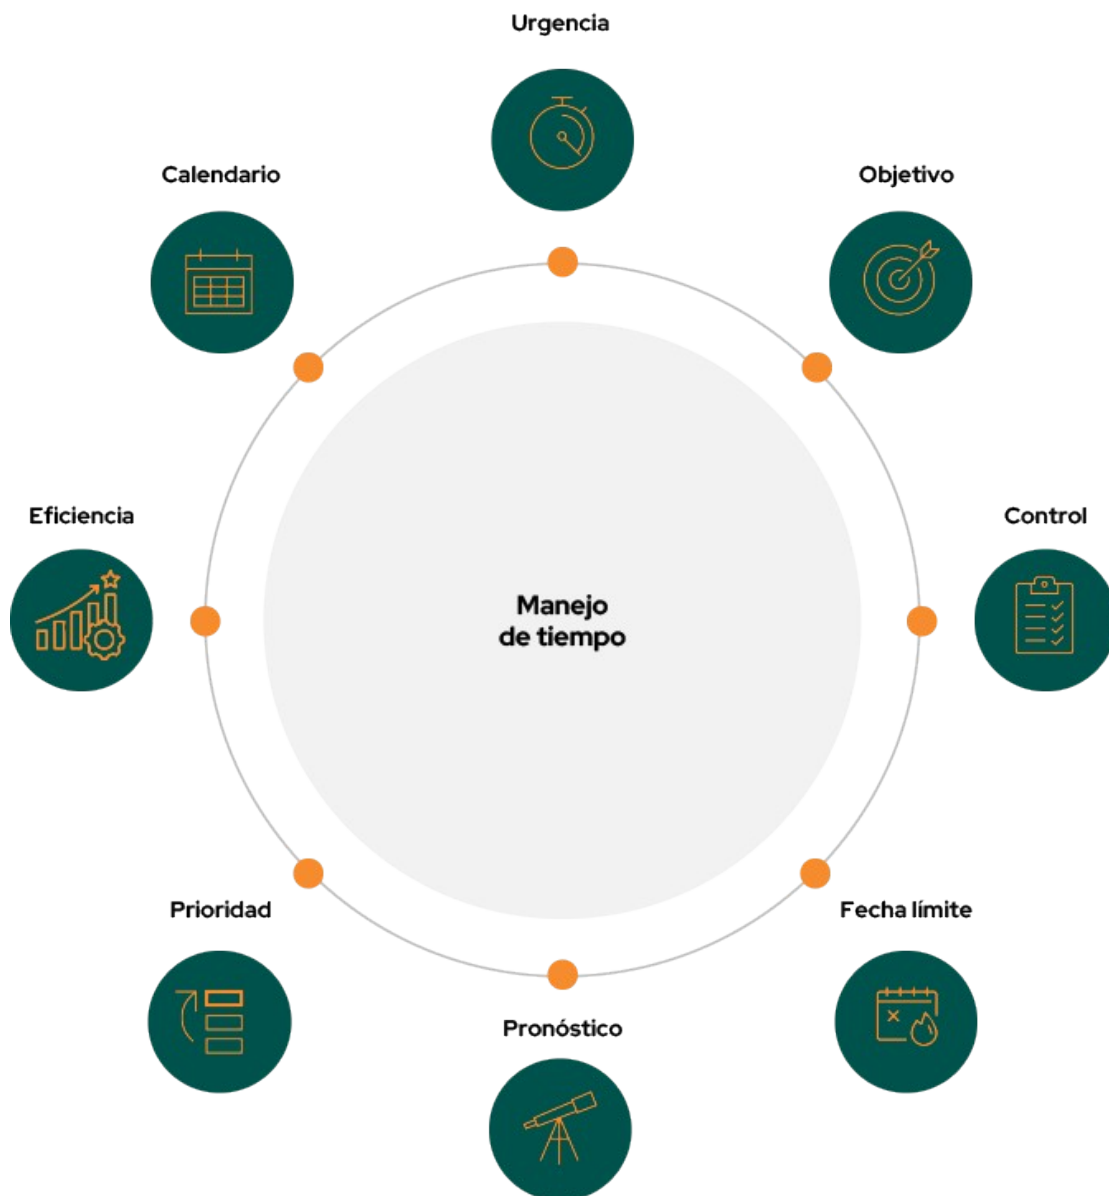 Urgencia
Calendario
Objetivo
Eficiencia
Control
Manejo
de tiempo
Prioridad
Fecha límite
Pronóstico